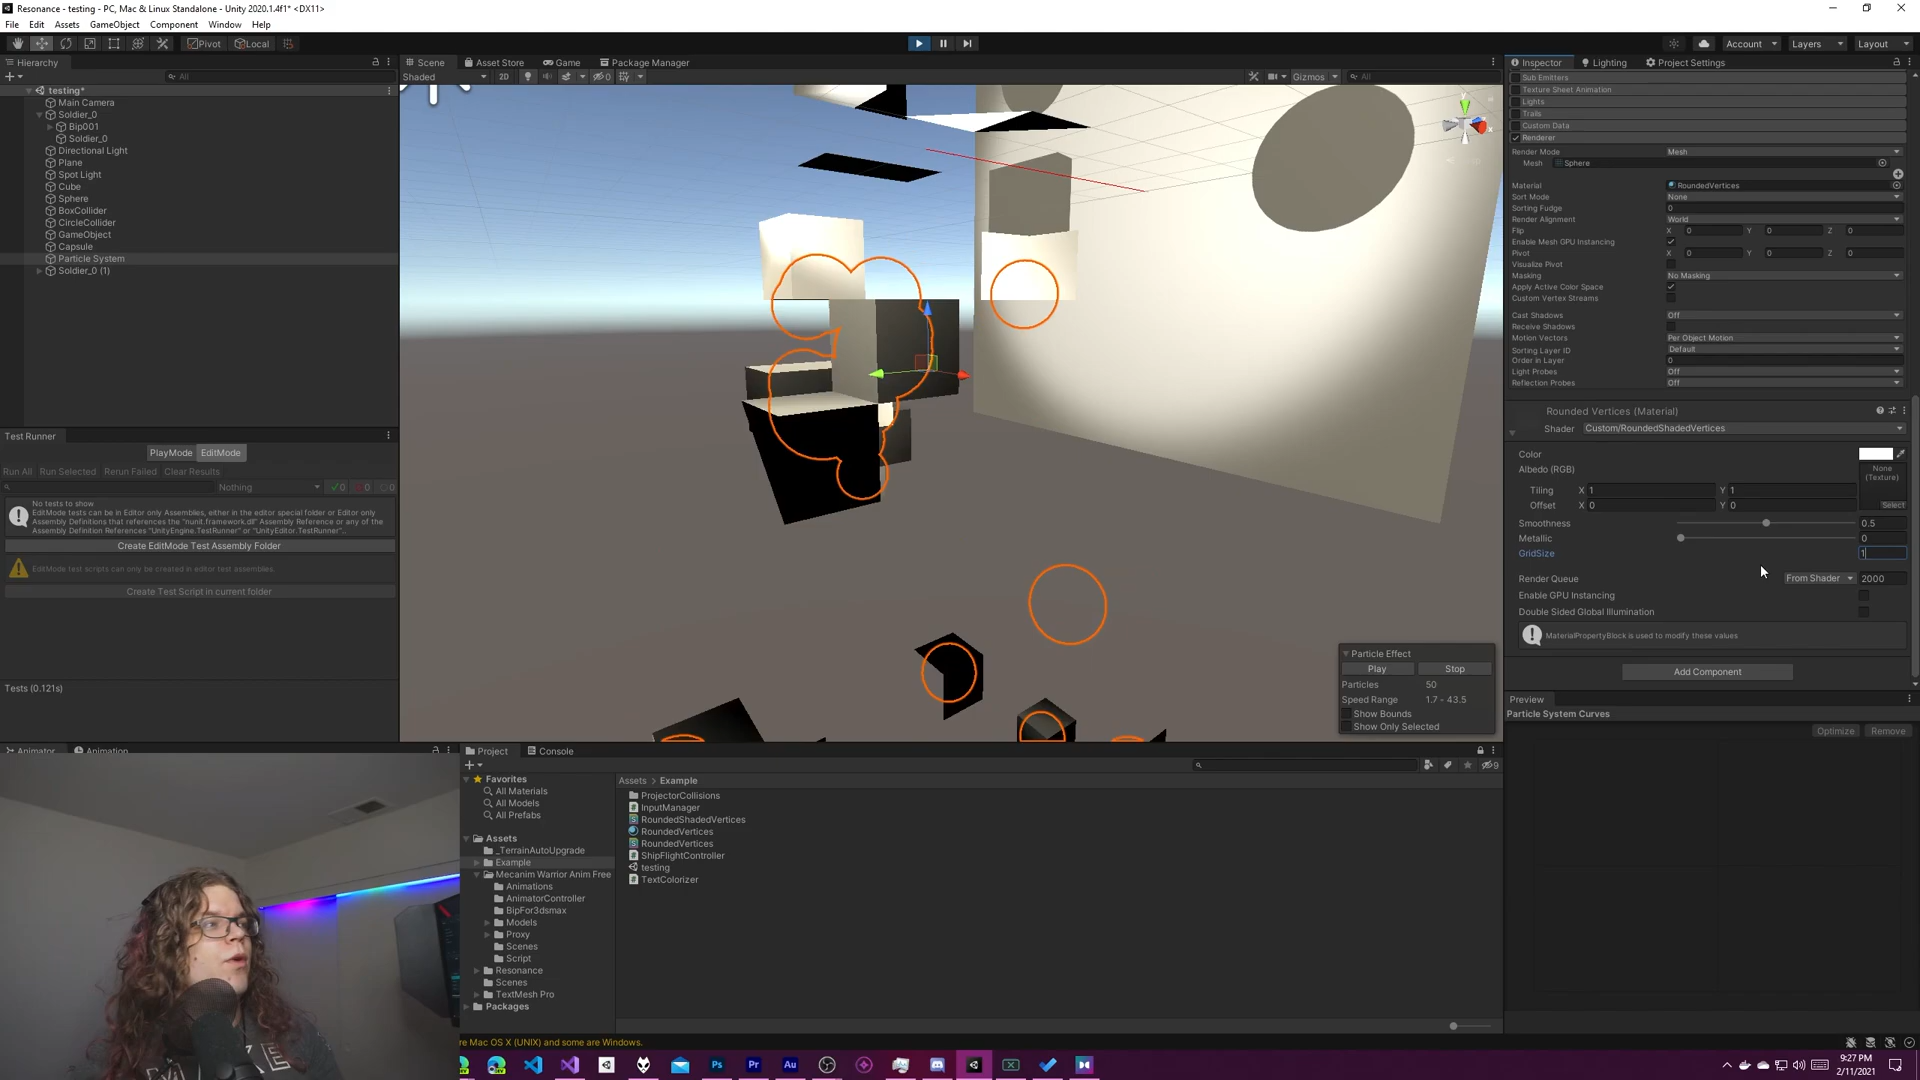 Resonance - testing - PC, Mac & Linux Standalone - Unity 2020.1.4f1* <DX11>
File Edit Assets GameObject Component Window Help
Pivot Local Account Layers Layout
Hierarchy
All
testing*
Main Camera
Soldier_0
Bip001
Soldier_0
Directional Light
Plane
Spot Light
Cube
Sphere
BoxCollider
CircleCollider
GameObject
Capsule
Particle System
Soldier_0 (1)
Test Runner
PlayMode EditMode
Run All Run Selected Rerun Failed Clear Results
Nothing 0 0 0
No tests to show
EditMode tests can be in Editor only Assemblies, either in the editor special folder or Editor only
Assembly Definitions that references the "nunit.framework.dll" Assembly Reference or any of the
Assembly Definition References "UnityEngine.TestRunner" or "UnityEditor.TestRunner"..
Create EditMode Test Assembly Folder
EditMode test scripts can only be created in editor test assemblies.
Create Test Script in current folder
Tests (0.121s)
Animator Animation
Scene Asset Store Game Package Manager
Shaded 2D 0 Gizmos All
y
x
Particle Effect
Play Stop
Particles 50
Speed Range 1.7 - 43.5
Show Bounds
Show Only Selected
Project Console
9
Favorites
All Materials
All Models
All Prefabs
Assets
_TerrainAutoUpgrade
Example
Mecanim Warrior Anim Free
Animations
AnimatorController
BipFor3dsmax
Models
Proxy
Scenes
Script
Resonance
Scenes
TextMesh Pro
Packages
Assets > Example
ProjectorCollisions
InputManager
RoundedShadedVertices
RoundedVertices
RoundedVertices
ShipFlightController
testing
TextColorizer
Inspector Lighting Project Settings
Sub Emitters
Texture Sheet Animation
Lights
Trails
Custom Data
Renderer
Render Mode Mesh
Mesh Sphere
Material RoundedVertices
Sort Mode None
Sorting Fudge 0
Render Alignment World
Flip X 0 Y 0 Z 0
Enable Mesh GPU Instancing
Pivot X 0 Y 0 Z 0
Visualize Pivot
Masking No Masking
Apply Active Color Space
Custom Vertex Streams
Cast Shadows Off
Receive Shadows
Motion Vectors Per Object Motion
Sorting Layer ID Default
Order in Layer 0
Light Probes Off
Reflection Probes Off
Rounded Vertices (Material)
Shader Custom/RoundedShadedVertices
Color
Albedo (RGB) None (Texture)
Tiling X 1 Y 1
Offset X 0 Y 0 Select
Smoothness 0.5
Metallic 0
GridSize 1
Render Queue From Shader 2000
Enable GPU Instancing
Double Sided Global Illumination
MaterialPropertyBlock is used to modify these values
Add Component
Preview
Particle System Curves
Optimize Remove
re Mac OS X (UNIX) and some are Windows.
Ps Pr Au
9:27 PM
2/11/2021